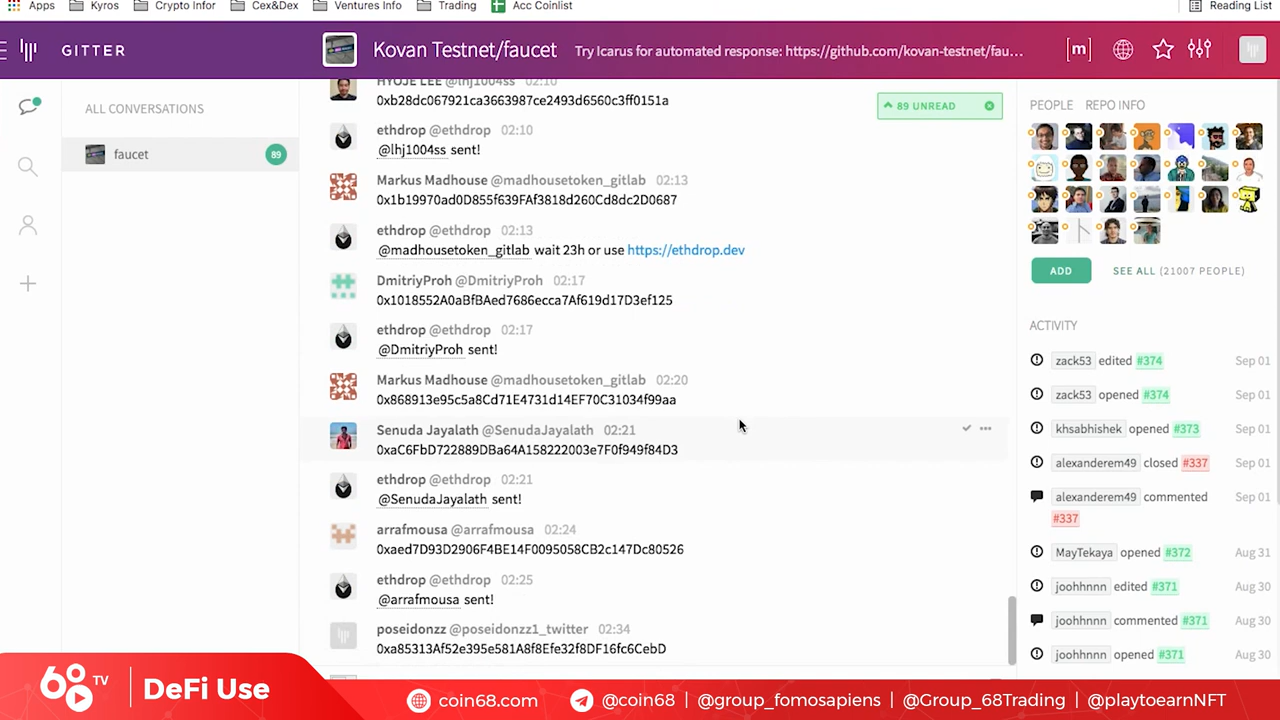 Apps
Kyros
Crypto Infor
Cex&Dex
Ventures Info
Trading
Acc Coinlist
Reading List
GITTER
Kovan Testnet/faucet
Try Icarus for automated response: https://github.com/kovan-testnet/fau...
[m]
ALL CONVERSATIONS
faucet
89
89 UNREAD
HYOJE LEE @lhj1004ss 02:10
0xb28dc067921ca3663987ce2493d6560c3ff0151a
ethdrop @ethdrop 02:10
@lhj1004ss sent!
Markus Madhouse @madhousetoken_gitlab 02:13
0x1b19970ad0D855f639FAf3818d260Cd8dc2D0687
ethdrop @ethdrop 02:13
@madhousetoken_gitlab wait 23h or use https://ethdrop.dev
DmitriyProh @DmitriyProh 02:17
0x1018552A0aBfBAed7686ecca7Af619d17D3ef125
ethdrop @ethdrop 02:17
@DmitriyProh sent!
Markus Madhouse @madhousetoken_gitlab 02:20
0x868913e95c5a8Cd71E4731d14EF70C31034f99aa
Senuda Jayalath @SenudaJayalath 02:21
0xaC6FbD722889DBa64A158222003e7F0f949f84D3
ethdrop @ethdrop 02:21
@SenudaJayalath sent!
arrafmousa @arrafmousa 02:24
0xaed7D93D2906F4BE14F0095058CB2c147Dc80526
ethdrop @ethdrop 02:25
@arrafmousa sent!
poseidonzz @poseidonzz1_twitter 02:34
0xa85313Af52e395e581A8f8Efe32f8DF16fc6CebD
PEOPLE REPO INFO
ADD
SEE ALL (21007 PEOPLE)
ACTIVITY
zack53 edited #374 Sep 01
zack53 opened #374 Sep 01
khsabhishek opened #373 Sep 01
alexanderem49 closed #337 Sep 01
alexanderem49 commented Sep 01
#337
MayTekaya opened #372 Aug 31
joohhnnn edited #371 Aug 30
joohhnnn commented #371 Aug 30
joohhnnn opened #371 Aug 30
68 TV
DeFi Use
coin68.com
@coin68 | @group_fomosapiens | @Group_68Trading | @playtoearnNFT